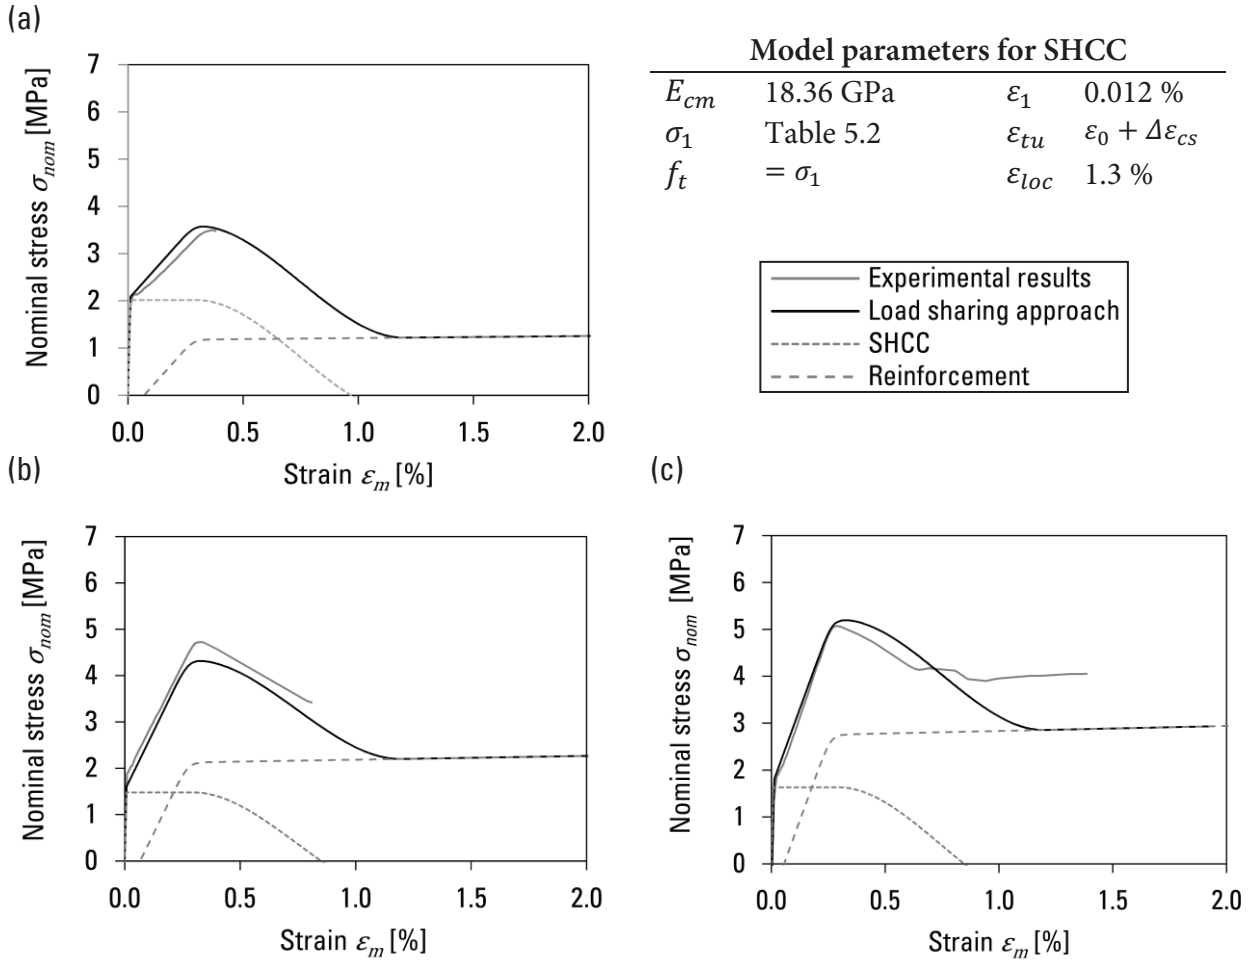 (a)
Nominal stress σnom [MPa]
7
6
5
4
3
2
1
0
0.0 0.5 1.0 1.5 2.0
Strain εm [%]
Model parameters for SHCC
Ecm 18.36 GPa ε1 0.012 %
σ1 Table 5.2 εtu ε0 + Δεcs
ft = σ1 εloc 1.3 %
Experimental results
Load sharing approach
SHCC
Reinforcement
(b)
Nominal stress σnom [MPa]
7
6
5
4
3
2
1
0
0.0 0.5 1.0 1.5 2.0
Strain εm [%]
(c)
Nominal stress σnom [MPa]
7
6
5
4
3
2
1
0
0.0 0.5 1.0 1.5 2.0
Strain εm [%]